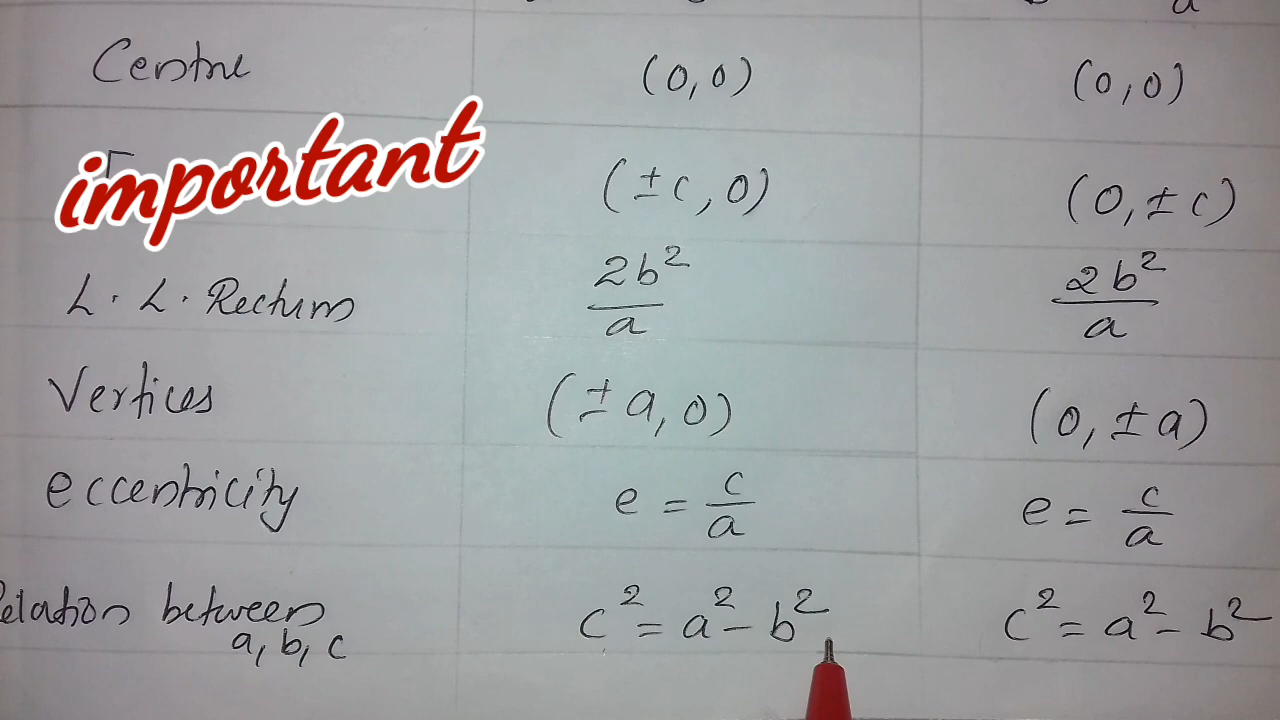 a
Centre (0,0) (0,0)
important (±c,0) (0,±c)
L.L.Rectum 2b²/a 2b²/a
Vertices (±a,0) (0,±a)
eccentricity e = c/a e = c/a
between c² = a² - b² c² = a² - b²
a, b, c